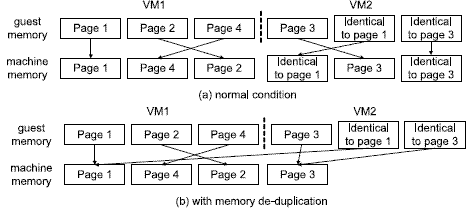 VM1 VM2
guest memory Page 1 Page 2 Page 4 Page 3 Identical to page 1 Identical to page 3
machine memory Page 1 Page 4 Page 2 Identical to page 1 Page 3 Identical to page 3
(a) normal condition
VM1 VM2
guest memory Page 1 Page 2 Page 4 Page 3 Identical to page 1 Identical to page 3
machine memory Page 1 Page 4 Page 2 Page 3
(b) with memory de-duplication